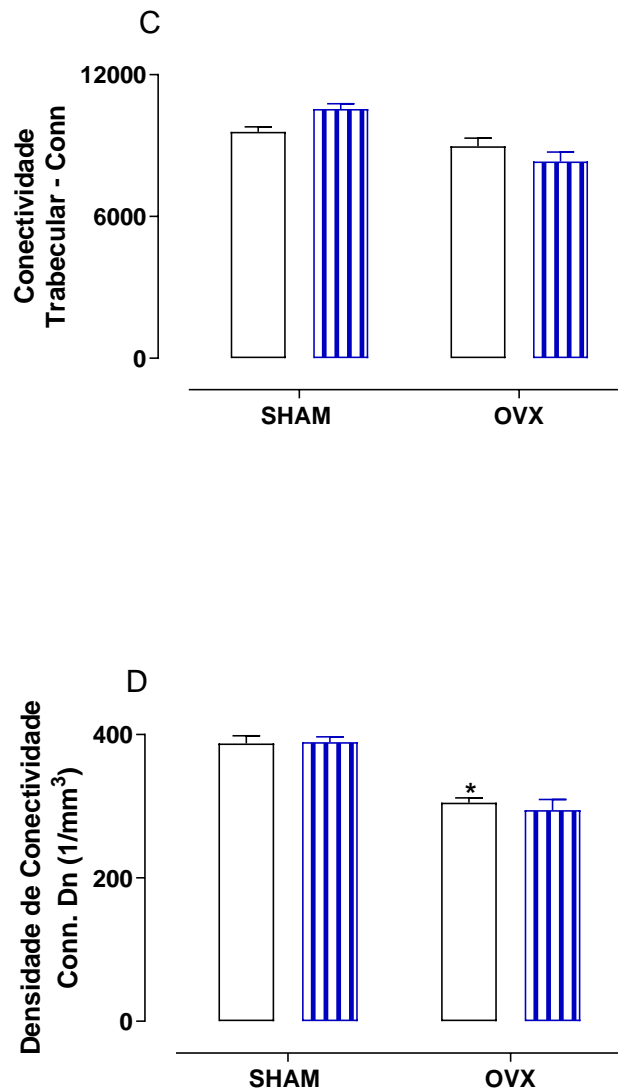 C
12000
6000
0
Conectividade
Trabecular - Conn
SHAM OVX
D
400
200
0
Densidade de Conectividade
Conn. Dn (1/mm³)
*
SHAM OVX